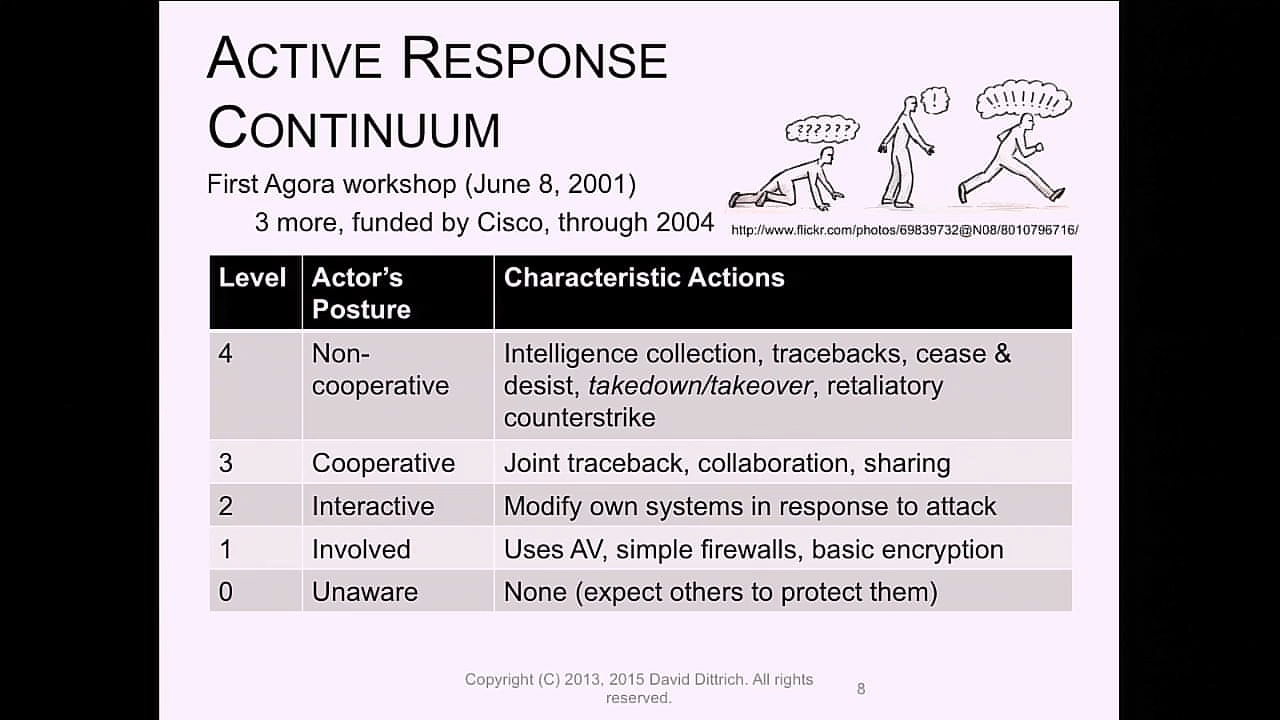 ACTIVE RESPONSE
CONTINUUM
First Agora workshop (June 8, 2001)
3 more, funded by Cisco, through 2004
??????
!
!!!!!!!
http://www.flickr.com/photos/69839732@N08/8010796716/
Level Actor’s Characteristic Actions
Posture
4 Non- Intelligence collection, tracebacks, cease &
cooperative desist, takedown/takeover, retaliatory
counterstrike
3 Cooperative Joint traceback, collaboration, sharing
2 Interactive Modify own systems in response to attack
1 Involved Uses AV, simple firewalls, basic encryption
0 Unaware None (expect others to protect them)
Copyright (C) 2013, 2015 David Dittrich. All rights
reserved.
8